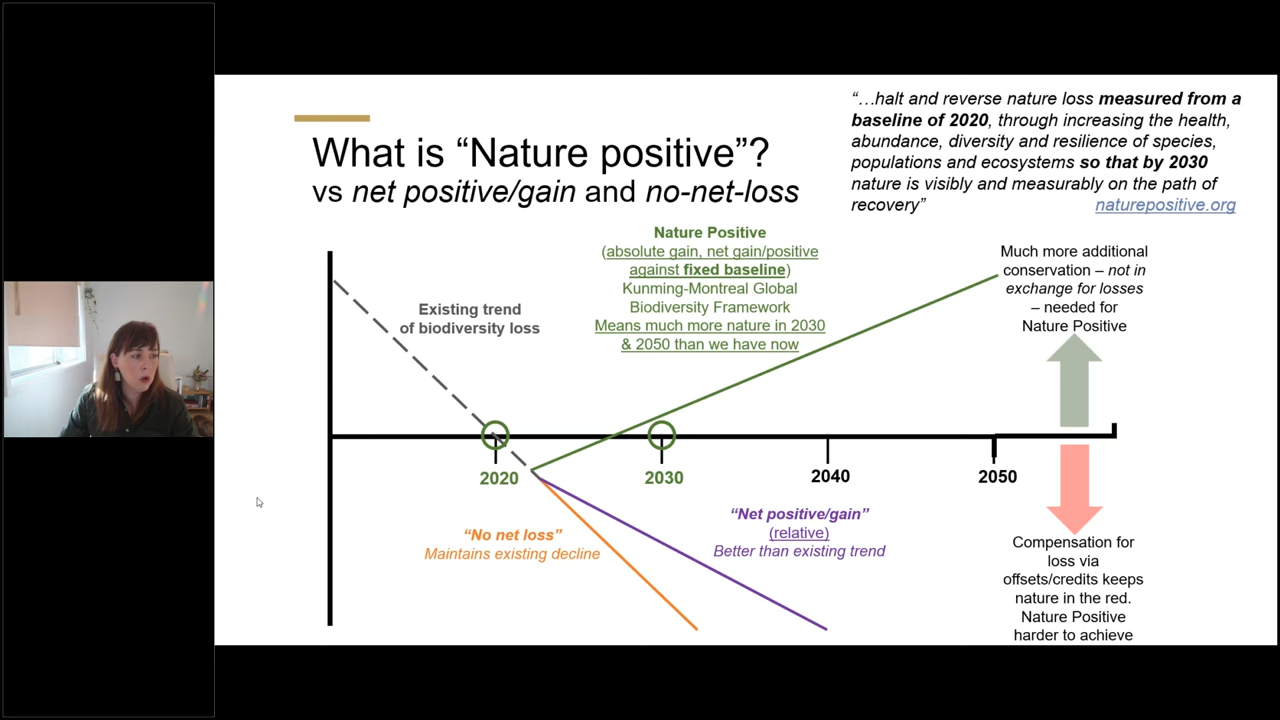 What is “Nature positive”?
vs net positive/gain and no-net-loss
“…halt and reverse nature loss measured from a
baseline of 2020, through increasing the health,
abundance, diversity and resilience of species,
populations and ecosystems so that by 2030
nature is visibly and measurably on the path of
recovery” naturepositive.org
Nature Positive
(absolute gain, net gain/positive
against fixed baseline)
Kunming-Montreal Global
Biodiversity Framework
Means much more nature in 2030
& 2050 than we have now
Existing trend
of biodiversity loss
Much more additional
conservation – not in
exchange for losses
– needed for
Nature Positive
2020
2030
2040
2050
“No net loss”
Maintains existing decline
“Net positive/gain”
(relative)
Better than existing trend
Compensation for
loss via
offsets/credits keeps
nature in the red.
Nature Positive
harder to achieve